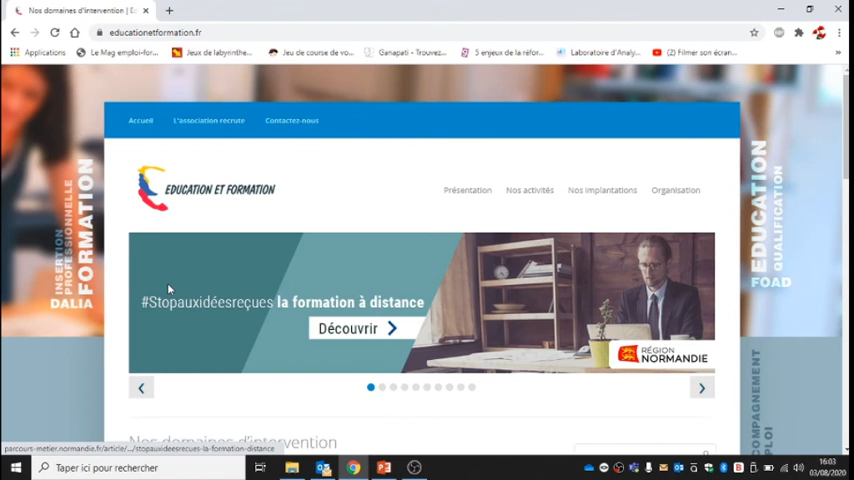 Nos domaines d'intervention | E
educationetformation.fr
Applications
Le Mag emploi-for...
Jeux de labyrinthe...
Jeu de course de vo...
Ganapati - Trouvez...
5 enjeux de la réfor...
Laboratoire d'Analy...
(2) Filmer son écran...
Accueil
L'association recrute
Contactez-nous
EDUCATION ET FORMATION
Présentation
Nos activités
Nos implantations
Organisation
INSERTION
PROFESSIONNELLE
FORMATION
DALIA
EDUCATION
QUALIFICATION
FOAD
#Stopauxidéesreçues la formation à distance
Découvrir
RÉGION
NORMANDIE
Nos domaines d'intervention
parcours-metier.normandie.fr/article/.../stopauxideesrecues-la-formation-distance
Taper ici pour rechercher
16:03
03/08/2020